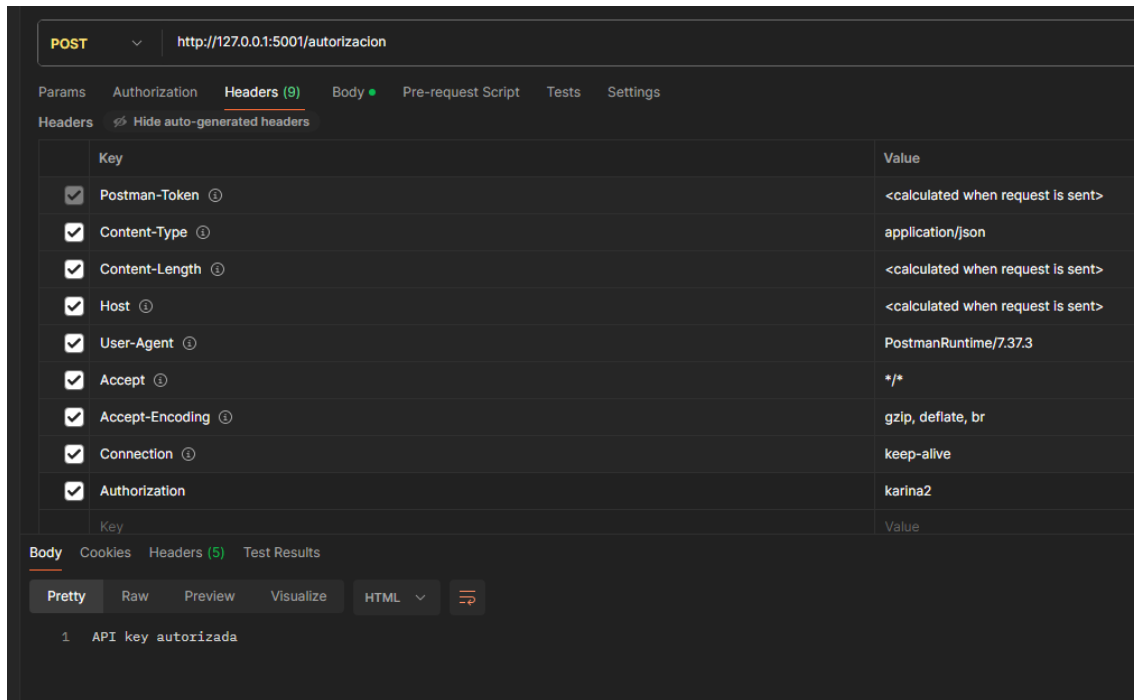 POST http://127.0.0.1:5001/autorizacion
Params Authorization Headers (9) Body Pre-request Script Tests Settings
Headers Hide auto-generated headers
Key Value
Postman-Token <calculated when request is sent>
Content-Type application/json
Content-Length <calculated when request is sent>
Host <calculated when request is sent>
User-Agent PostmanRuntime/7.37.3
Accept */*
Accept-Encoding gzip, deflate, br
Connection keep-alive
Authorization karina2
Key Value
Body Cookies Headers (5) Test Results
Pretty Raw Preview Visualize HTML
1 API key autorizada